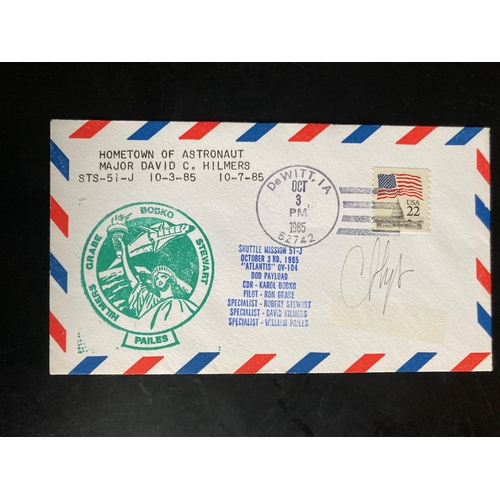 HOMETOWN OF ASTRONAUT
MAJOR DAVID C. HILMERS
STS-51-J 10-3-85 10-7-85
DeWITT, IA
OCT
3
PM
1985
52742
USA
22
HILMERS GRABE BOBKO STEWART
PAILES
SHUTTLE MISSION 51-J
OCTOBER 3 RD, 1985
"ATLANTIS" OV-104
DOD PAYLOAD
CDR - KAROL BOBKO
PILOT - RON GRABE
SPECIALIST - ROBERT STEWART
SPECIALIST - DAVID HILMERS
SPECIALIST - WILLIAM PAILES